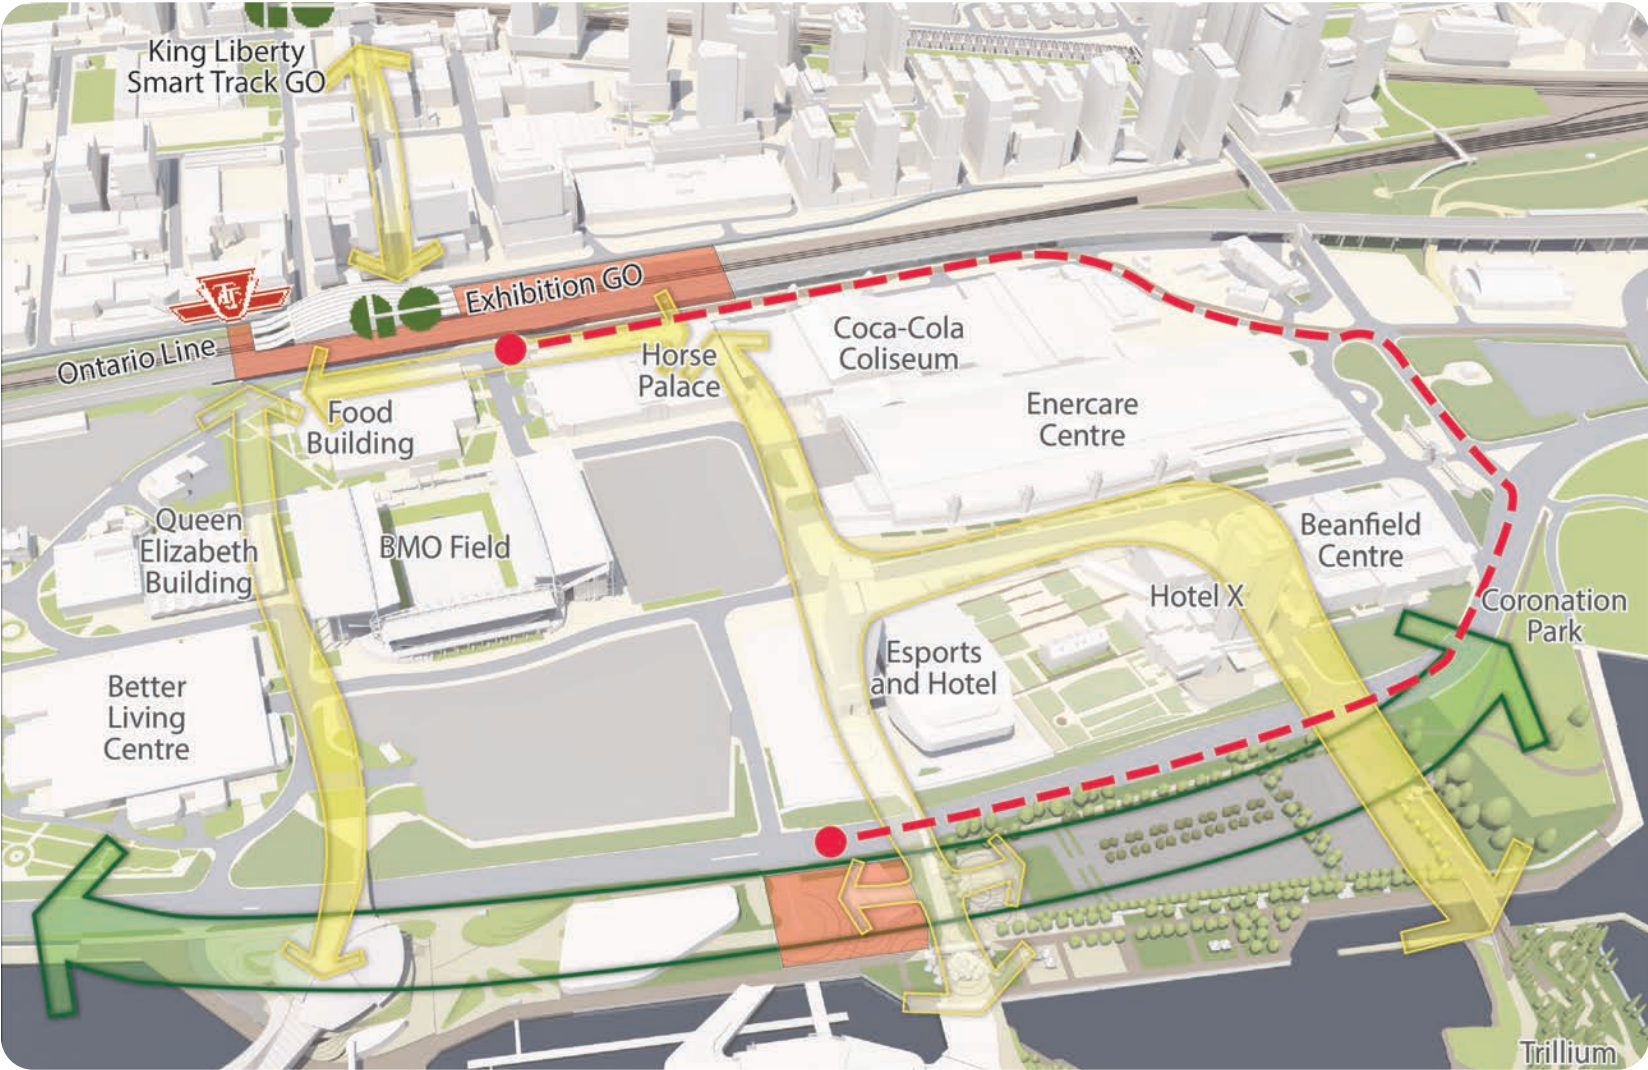 King Liberty
Smart Track GO
Exhibition GO
Ontario Line
Horse
Palace
Coca-Cola
Coliseum
Food
Building
Enercare
Centre
Queen
Elizabeth
Building
BMO Field
Beanfield
Centre
Hotel X
Coronation
Park
Esports
and Hotel
Better
Living
Centre
Trillium